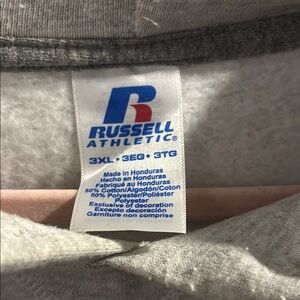 R
RUSSELL
ATHLETIC®
3XL • 3EG • 3TG
Made in Honduras
Hecho en Honduras
Fabriqué au Honduras
50% Cotton/Algodón/Coton
50% Polyester/Poliéster
Polyester
Exclusive of decoration
Excepto decoración
Garniture non comprise